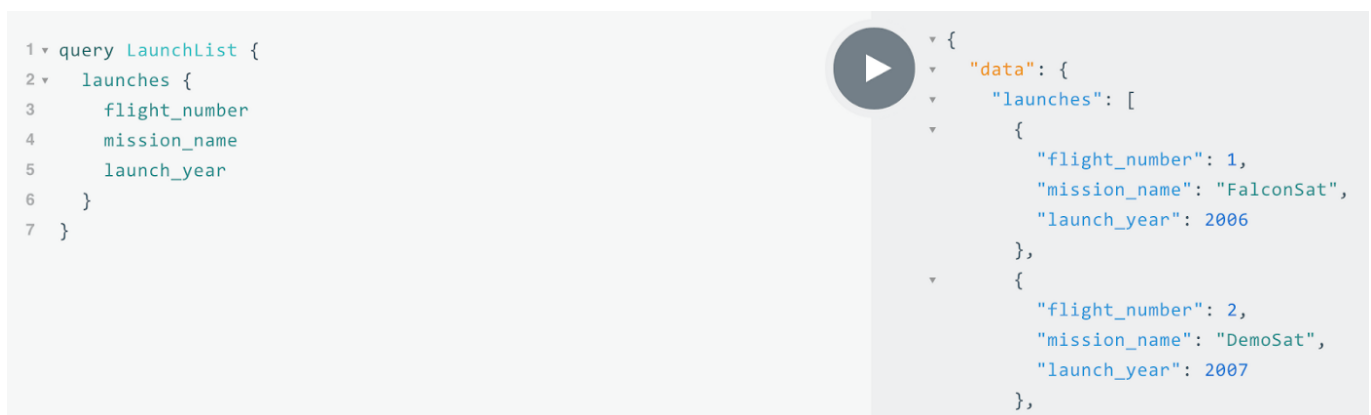 1 query LaunchList {
2 launches {
3 flight_number
4 mission_name
5 launch_year
6 }
7 }
{
"data": {
"launches": [
{
"flight_number": 1,
"mission_name": "FalconSat",
"launch_year": 2006
},
{
"flight_number": 2,
"mission_name": "DemoSat",
"launch_year": 2007
},